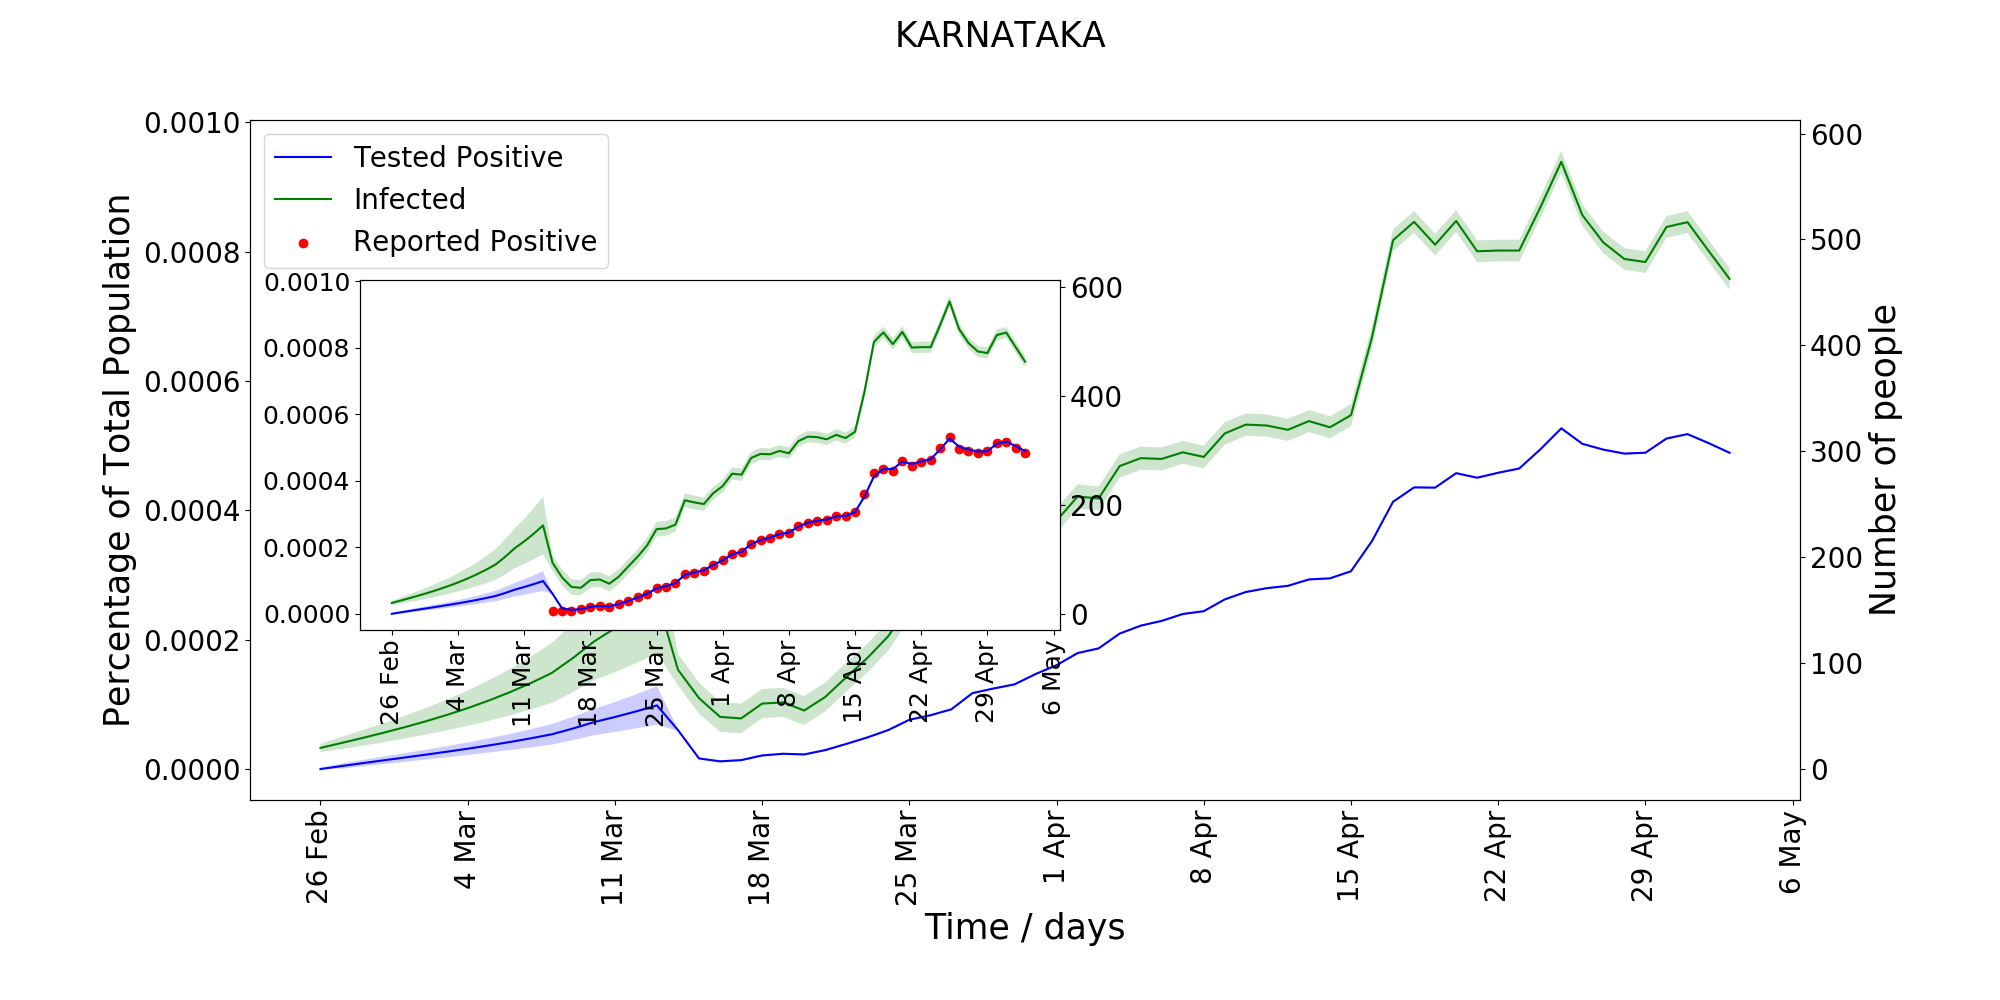 KARNATAKA
Percentage of Total Population
0.0010
0.0008
0.0006
0.0004
0.0002
0.0000
Tested Positive
Infected
Reported Positive
0.0010
0.0008
0.0006
0.0004
0.0002
0.0000
600
400
200
0
26 Feb
4 Mar
11 Mar
18 Mar
25 Mar
1 Apr
8 Apr
15 Apr
22 Apr
29 Apr
6 May
600
500
400
300
200
100
0
Number of people
26 Feb
4 Mar
11 Mar
18 Mar
25 Mar
1 Apr
8 Apr
15 Apr
22 Apr
29 Apr
6 May
Time / days